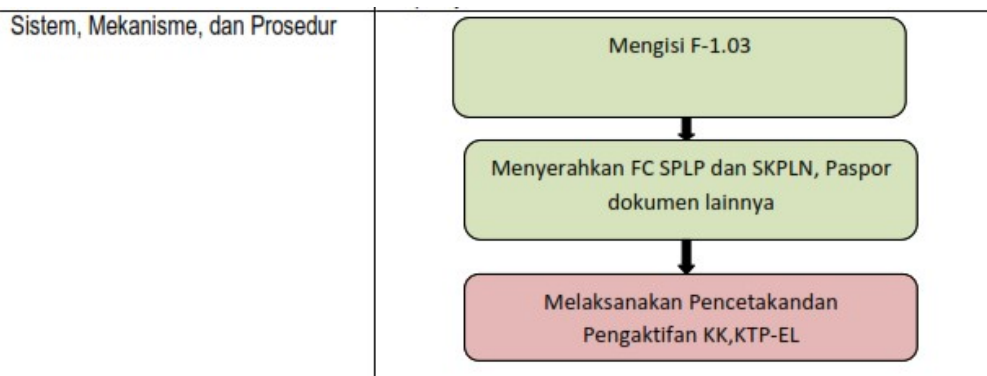 Sistem, Mekanisme, dan Prosedur
Mengisi F-1.03
Menyerahkan FC SPLP dan SKPLN, Paspor
dokumen lainnya
Melaksanakan Pencetakandan
Pengaktifan KK,KTP-EL